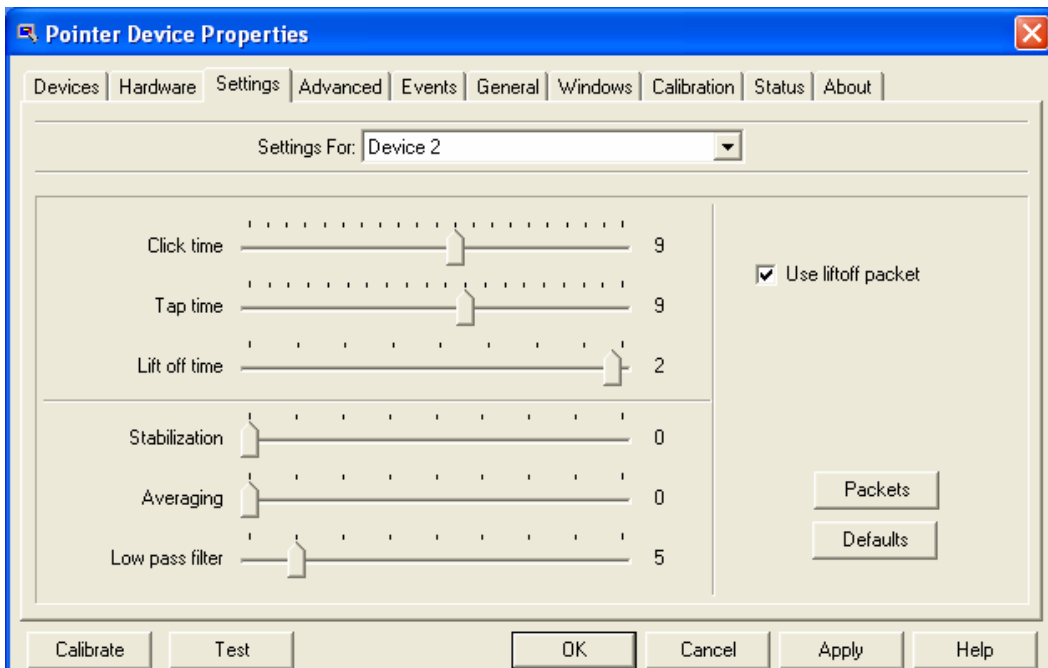 Pointer Device Properties
Devices Hardware Settings Advanced Events General Windows Calibration Status About
Settings For: Device 2
Click time 9
Use liftoff packet
Tap time 9
Lift off time 2
Stabilization 0
Averaging 0
Packets
Defaults
Low pass filter 5
Calibrate Test OK Cancel Apply Help